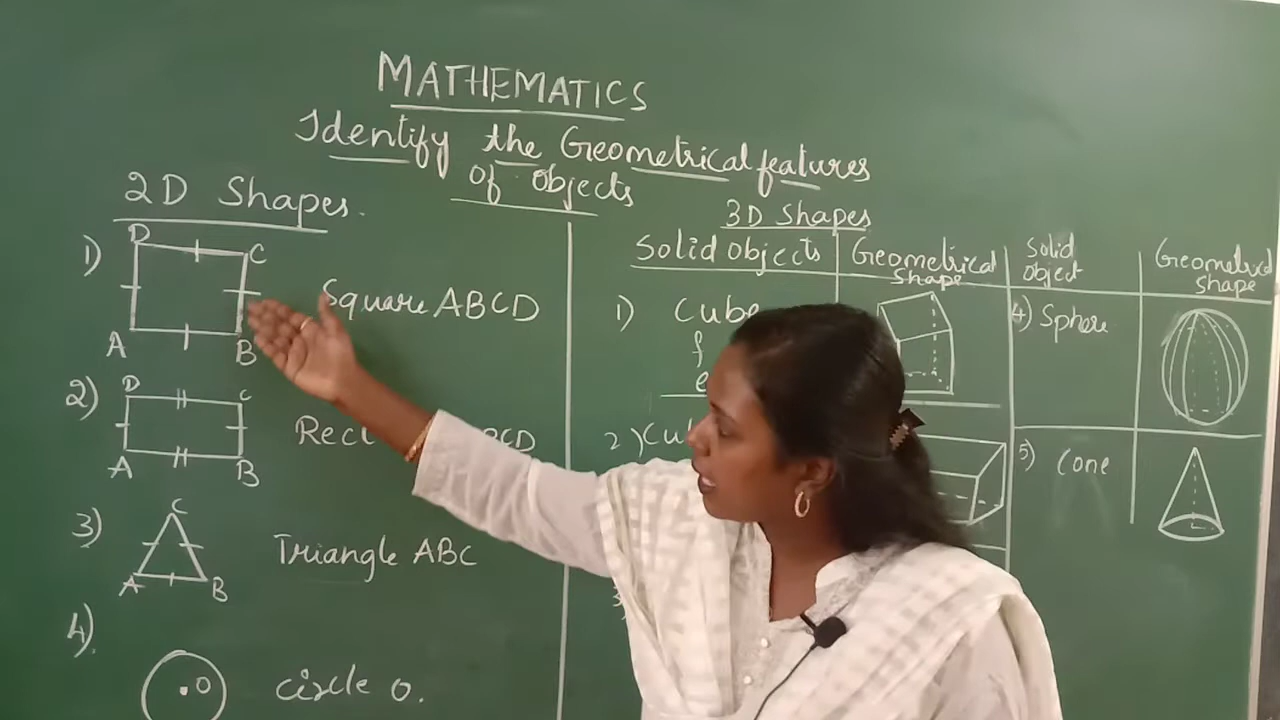 MATHEMATICS
Identify the Geometrical features
of objects
2D Shapes.
1)
D C
A B
Square ABCD
2)
D C
A B
3)
C
A B
Triangle ABC
4)
O
circle O.
3D Shapes
Solid Objects
Geometrical
shape
Solid
Object
Geometrical
shape
1) Cube
2)
4) Sphere
5) Cone